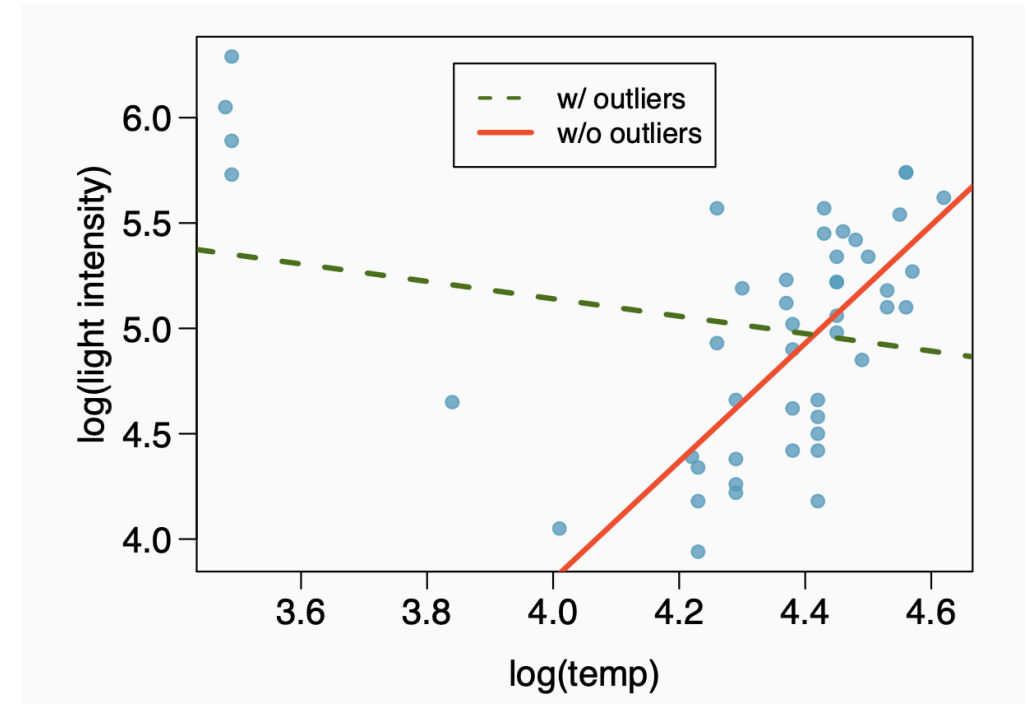 w/ outliers
w/o outliers
6.0
5.5
5.0
4.5
4.0
log(light intensity)
3.6 3.8 4.0 4.2 4.4 4.6
log(temp)